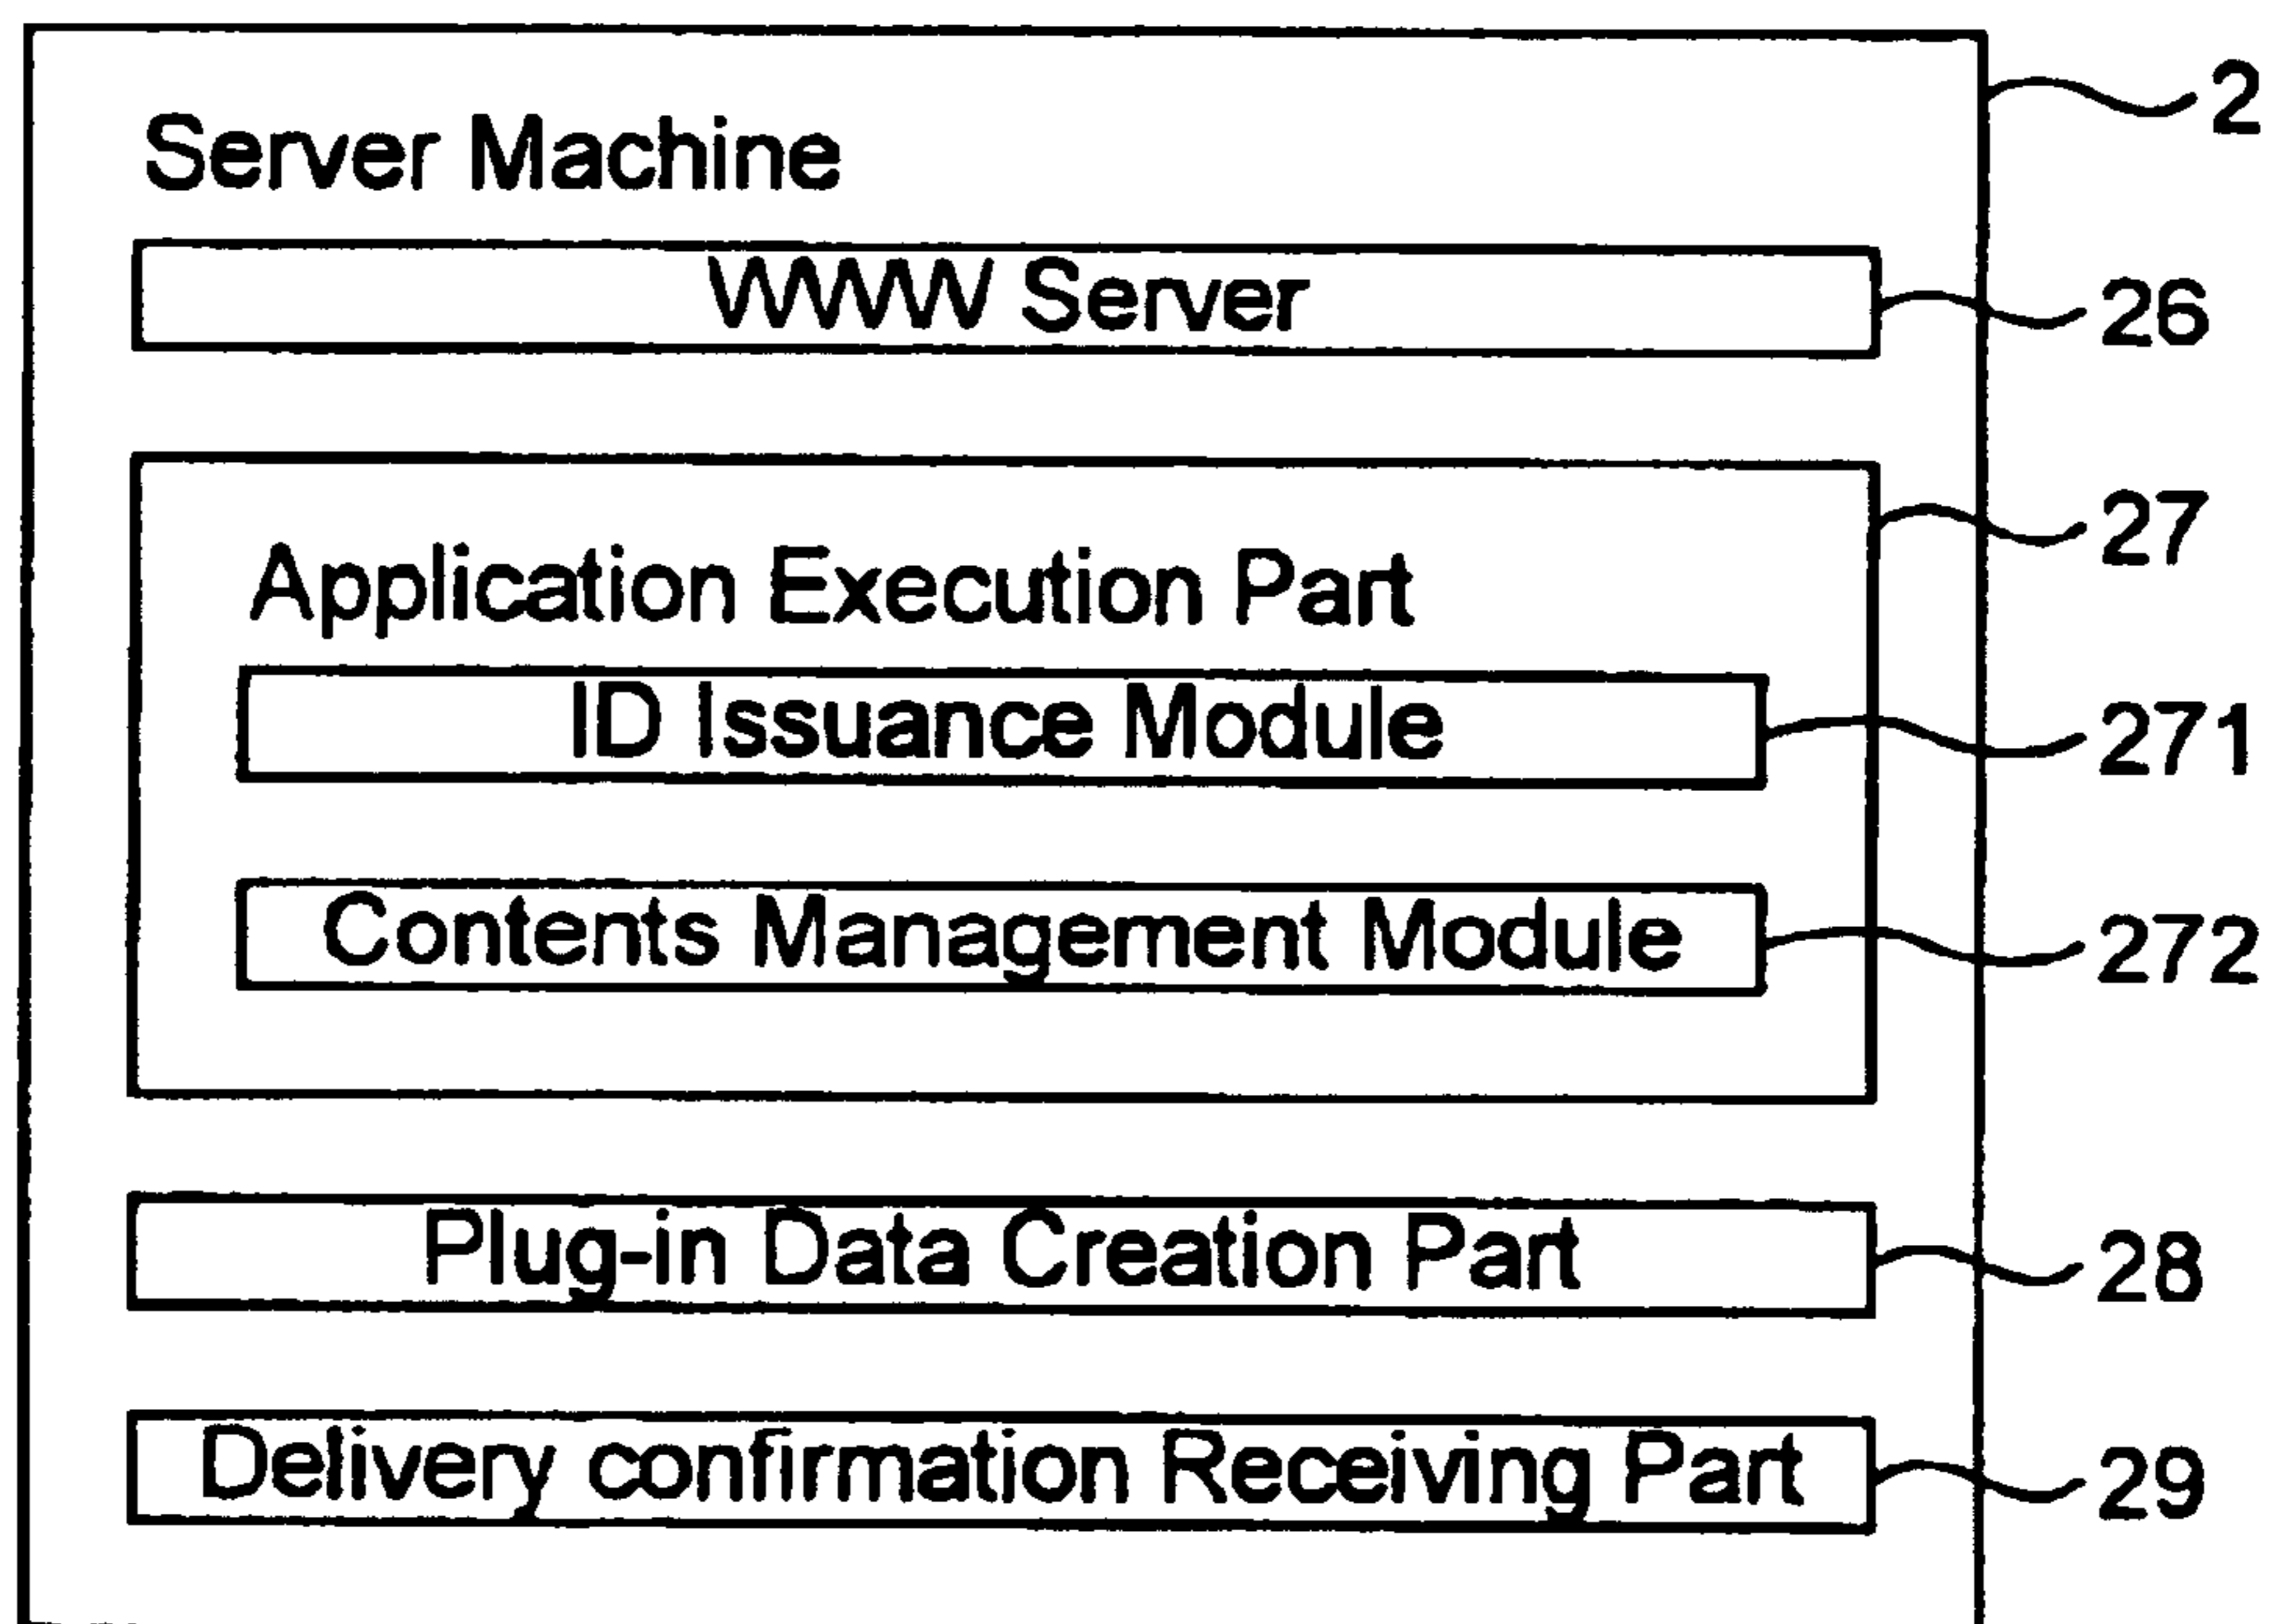 Server Machine
2
WWW Server
26
Application Execution Part
27
ID Issuance Module
271
Contents Management Module
272
Plug-in Data Creation Part
28
Delivery confirmation Receiving Part
29